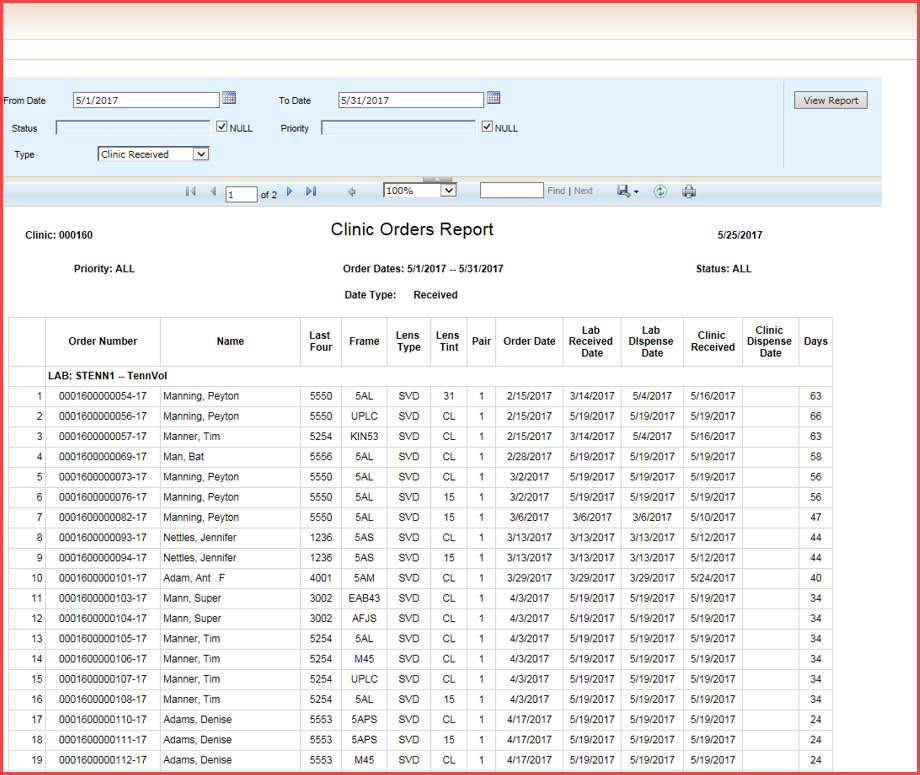 From Date 5/1/2017 To Date 5/31/2017 View Report
Status NULL Priority NULL
Type Clinic Received
1 of 2 100% Find | Next
Clinic: 000160 Clinic Orders Report 5/25/2017
Priority: ALL Order Dates: 5/1/2017 -- 5/31/2017 Status: ALL
Date Type: Received
Order Number Name Last Four Frame Lens Type Lens Tint Pair Order Date Lab Received Date Lab DIspense Date Clinic Received Clinic Dispense Date Days
LAB: STENN1 -- TennVol
1 0001600000054-17 Manning, Peyton 5550 5AL SVD 31 1 2/15/2017 3/14/2017 5/4/2017 5/16/2017 63
2 0001600000056-17 Manning, Peyton 5550 UPLC SVD CL 1 2/15/2017 5/19/2017 5/19/2017 5/19/2017 66
3 0001600000057-17 Manner, Tim 5254 KIN53 SVD CL 1 2/15/2017 3/14/2017 5/4/2017 5/16/2017 63
4 0001600000069-17 Man, Bat 5556 5AL SVD CL 1 2/28/2017 5/19/2017 5/19/2017 5/19/2017 58
5 0001600000073-17 Manning, Peyton 5550 5AL SVD CL 1 3/2/2017 5/19/2017 5/19/2017 5/19/2017 56
6 0001600000076-17 Manning, Peyton 5550 5AL SVD 15 1 3/2/2017 5/19/2017 5/19/2017 5/19/2017 56
7 0001600000082-17 Manning, Peyton 5550 5AL SVD 15 1 3/6/2017 3/6/2017 3/6/2017 5/10/2017 47
8 0001600000093-17 Nettles, Jennifer 1236 5AS SVD CL 1 3/13/2017 3/13/2017 3/13/2017 5/12/2017 44
9 0001600000094-17 Nettles, Jennifer 1236 5AS SVD 15 1 3/13/2017 3/13/2017 3/13/2017 5/12/2017 44
10 0001600000101-17 Adam, Ant F 4001 5AM SVD CL 1 3/29/2017 3/29/2017 3/29/2017 5/24/2017 40
11 0001600000103-17 Mann, Super 3002 EAB43 SVD CL 1 4/3/2017 5/19/2017 5/19/2017 5/19/2017 34
12 0001600000104-17 Mann, Super 3002 AFJS SVD CL 1 4/3/2017 5/19/2017 5/19/2017 5/19/2017 34
13 0001600000105-17 Manner, Tim 5254 5AL SVD CL 1 4/3/2017 5/19/2017 5/19/2017 5/19/2017 34
14 0001600000106-17 Manner, Tim 5254 M45 SVD CL 1 4/3/2017 5/19/2017 5/19/2017 5/19/2017 34
15 0001600000107-17 Manner, Tim 5254 UPLC SVD CL 1 4/3/2017 5/19/2017 5/19/2017 5/19/2017 34
16 0001600000108-17 Manner, Tim 5254 5AL SVD 15 1 4/3/2017 5/19/2017 5/19/2017 5/19/2017 34
17 0001600000110-17 Adams, Denise 5553 5APS SVD CL 1 4/17/2017 5/19/2017 5/19/2017 5/19/2017 24
18 0001600000111-17 Adams, Denise 5553 5APS SVD 15 1 4/17/2017 5/19/2017 5/19/2017 5/19/2017 24
19 0001600000112-17 Adams, Denise 5553 M45 SVD CL 1 4/17/2017 5/19/2017 5/19/2017 5/19/2017 24